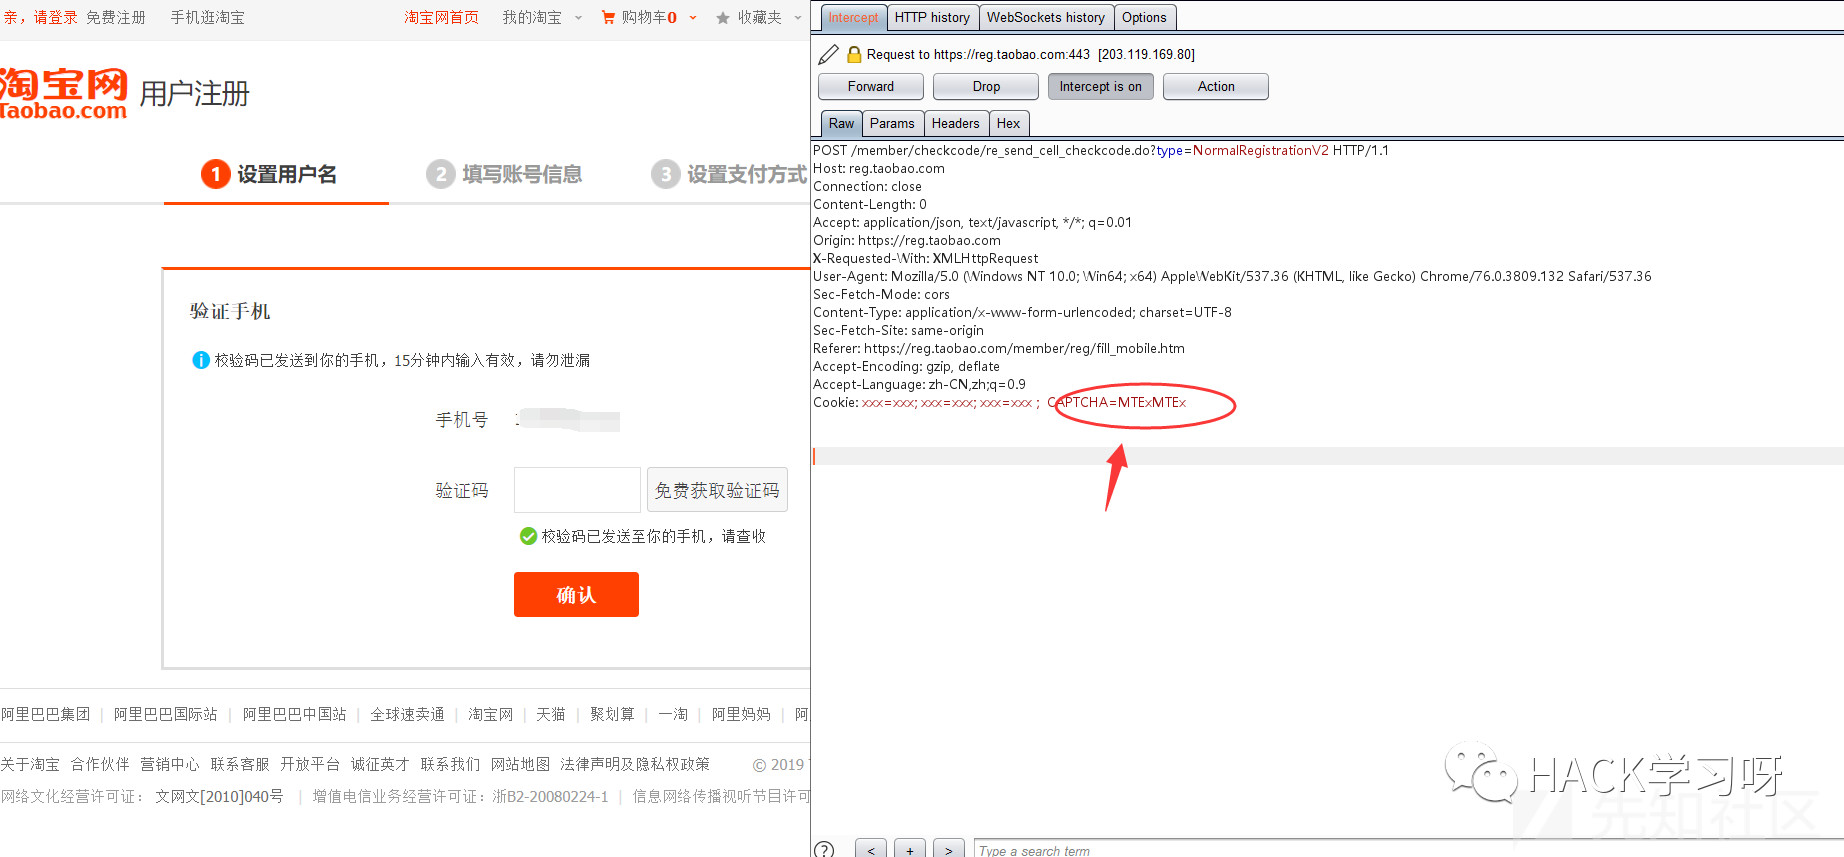 亲，请登录 免费注册 手机逛淘宝 淘宝网首页 我的淘宝 购物车0 收藏夹
淘宝网 用户注册
Taobao.com
1 设置用户名 2 填写账号信息 3 设置支付方式
验证手机
校验码已发送到你的手机，15分钟内输入有效，请勿泄漏
手机号
验证码 免费获取验证码
校验码已发送至你的手机，请查收
确认
阿里巴巴集团 | 阿里巴巴国际站 | 阿里巴巴中国站 | 全球速卖通 | 淘宝网 | 天猫 | 聚划算 | 一淘 | 阿里妈妈 | 阿
关于淘宝 合作伙伴 营销中心 联系客服 开放平台 诚征英才 联系我们 网站地图 法律声明及隐私权政策 © 2019
网络文化经营许可证： 文网文[2010]040号 | 增值电信业务经营许可证：浙B2-20080224-1 | 信息网络传播视听节目许可
Intercept HTTP history WebSockets history Options
Request to https://reg.taobao.com:443 [203.119.169.80]
Forward Drop Intercept is on Action
Raw Params Headers Hex
POST /member/checkcode/re_send_cell_checkcode.do?type=NormalRegistrationV2 HTTP/1.1
Host: reg.taobao.com
Connection: close
Content-Length: 0
Accept: application/json, text/javascript, */*; q=0.01
Origin: https://reg.taobao.com
X-Requested-With: XMLHttpRequest
User-Agent: Mozilla/5.0 (Windows NT 10.0; Win64; x64) AppleWebKit/537.36 (KHTML, like Gecko) Chrome/76.0.3809.132 Safari/537.36
Sec-Fetch-Mode: cors
Content-Type: application/x-www-form-urlencoded; charset=UTF-8
Sec-Fetch-Site: same-origin
Referer: https://reg.taobao.com/member/reg/fill_mobile.htm
Accept-Encoding: gzip, deflate
Accept-Language: zh-CN,zh;q=0.9
Cookie: xxx=xxx; xxx=xxx; xxx=xxx ; CAPTCHA=MTExMTEx
HACK学习呀
先知社区
? < + > Type a search term